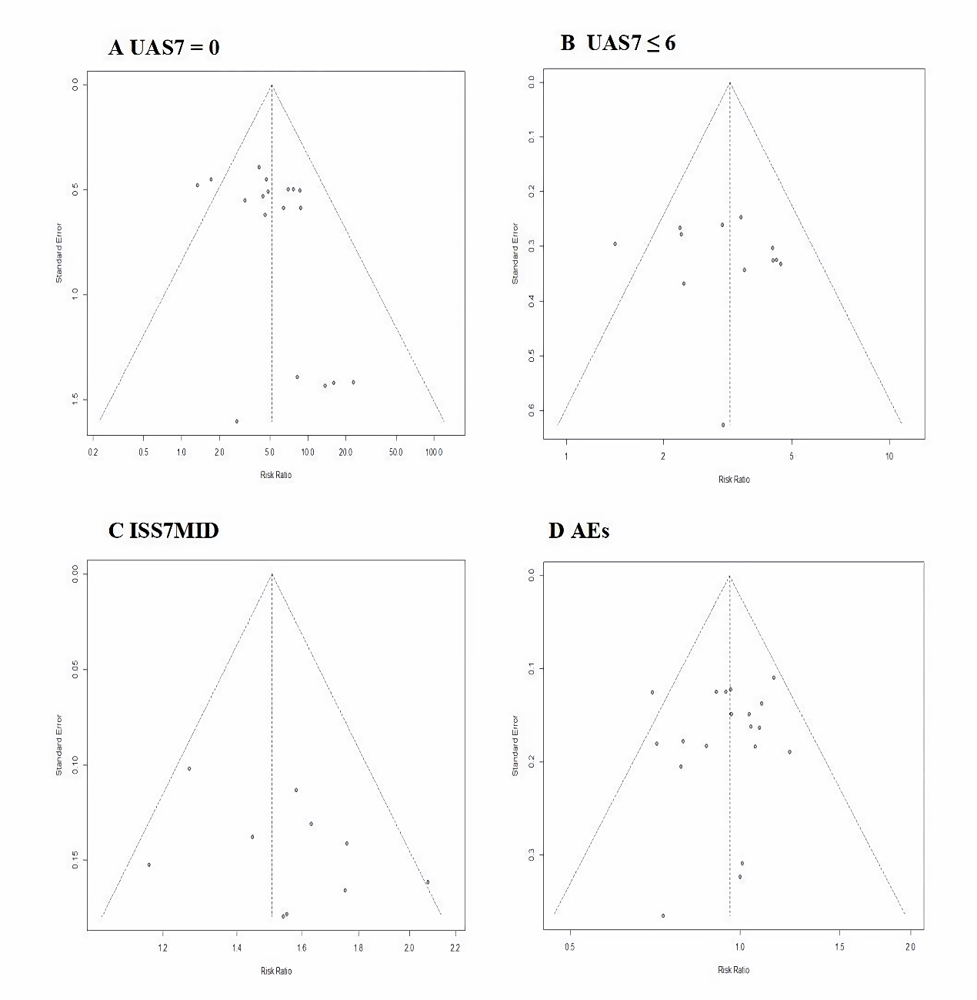 A UAS7 = 0
0.0
0.5
1.0
1.5
Standard Error
0.2 0.5 1.0 2.0 5.0 10.0 20.0 50.0 100.0
Risk Ratio
B UAS7 ≤ 6
0.0
0.1
0.2
0.3
0.4
0.5
0.6
Standard Error
1 2 5 10
Risk Ratio
C ISS7MID
0.00
0.05
0.10
0.15
Standard Error
1.2 1.4 1.6 1.8 2.0 2.2
Risk Ratio
D AEs
0.0
0.1
0.2
0.3
Standard Error
0.5 1.0 1.5 2.0
Risk Ratio